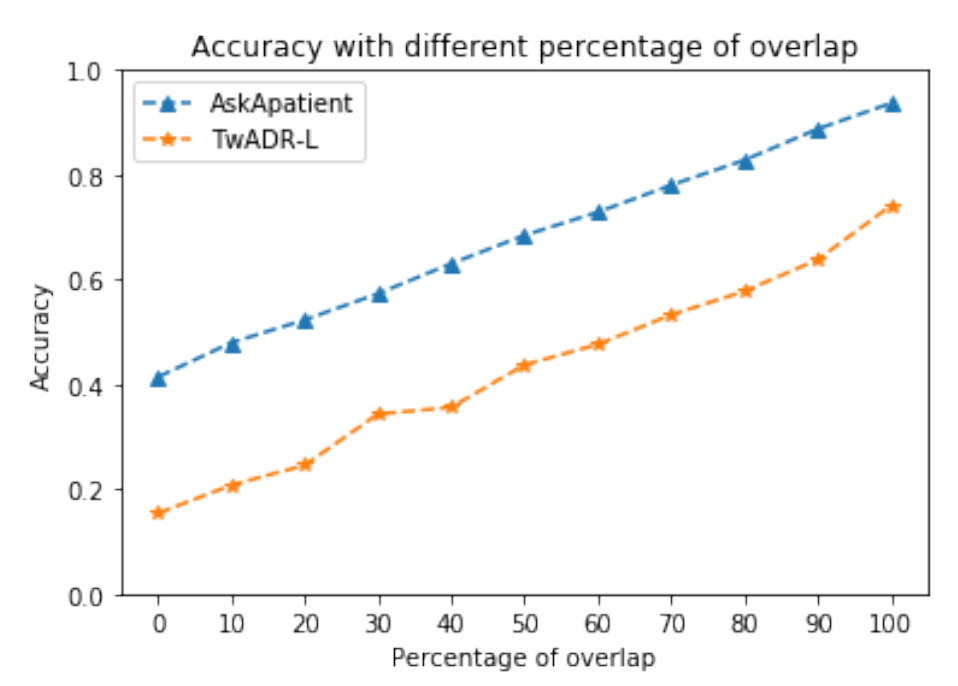 Accuracy with different percentage of overlap
1.0
AskApatient
TwADR-L
0.8
0.6
Accuracy
0.4
0.2
0.0
0 10 20 30 40 50 60 70 80 90 100
Percentage of overlap